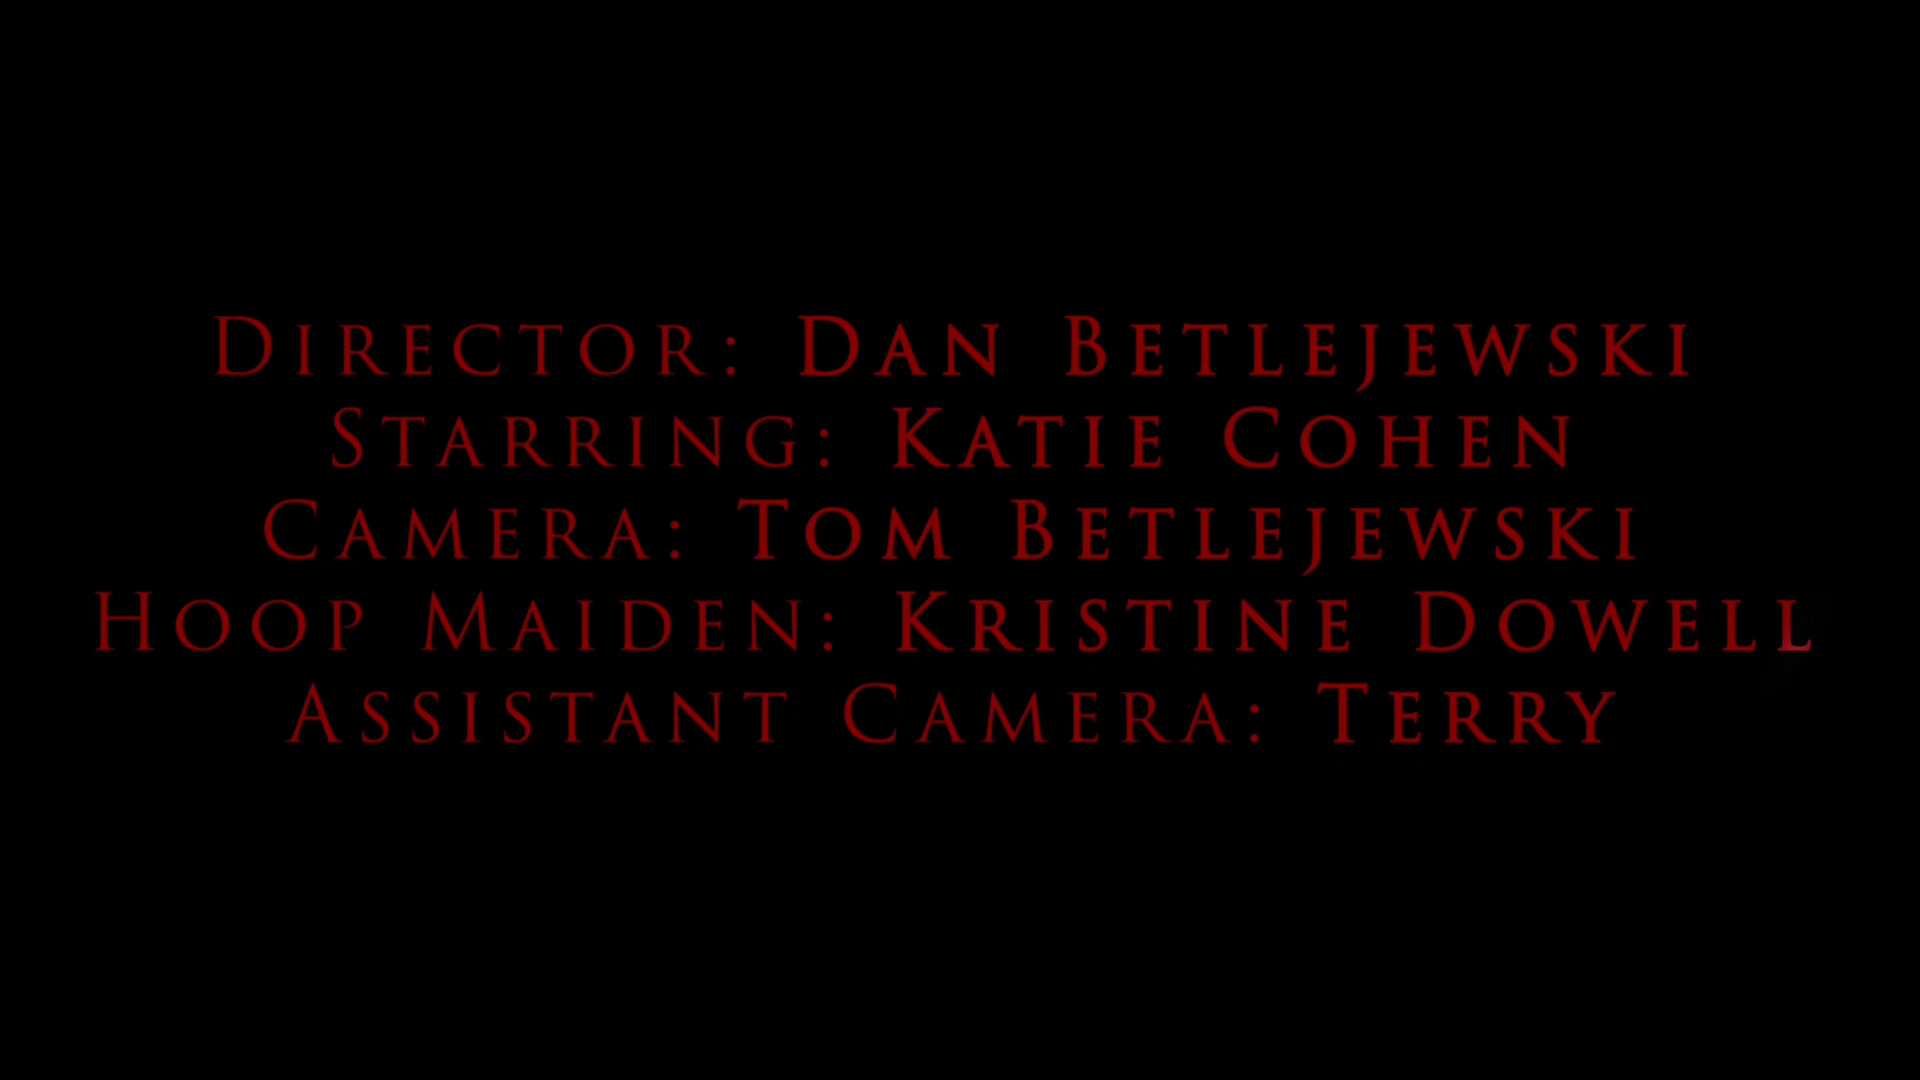 Director: Dan Betlejewski
Starring: Katie Cohen
Camera: Tom Betlejewski
Hoop Maiden: Kristine Dowell
Assistant Camera: Terry